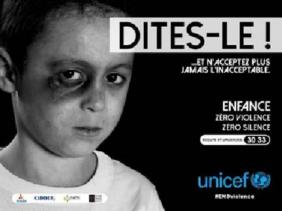 DITES-LE !
...ET N'ACCEPTEZ PLUS
JAMAIS L'INACCEPTABLE.
ENFANCE
ZÉRO VIOLENCE
ZÉRO SILENCE
30 33
unicef
#ENDviolence